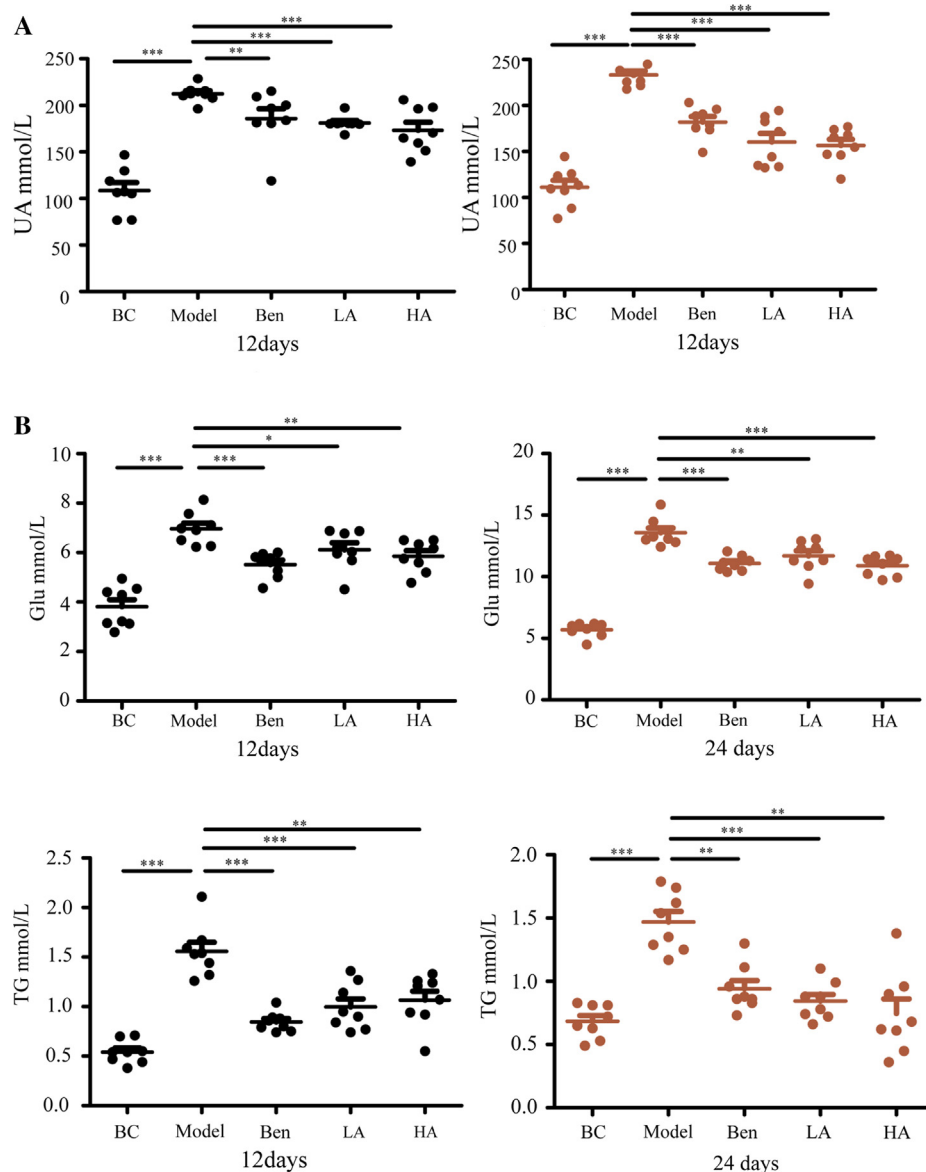 A
***
***
***
**
UA mmol/L
250
200
150
100
50
0
BC Model Ben LA HA
12days
***
***
***
***
UA mmol/L
250
200
150
100
50
0
BC Model Ben LA HA
12days
B
**
*
***
***
Glu mmol/L
10
8
6
4
2
0
BC Model Ben LA HA
12days
***
**
***
***
Glu mmol/L
20
15
10
5
0
BC Model Ben LA HA
24 days
**
***
***
***
TG mmol/L
2.5
2.0
1.5
1.0
0.5
0.0
BC Model Ben LA HA
12days
**
***
***
**
TG mmol/L
2.0
1.5
1.0
0.5
0.0
BC Model Ben LA HA
24 days